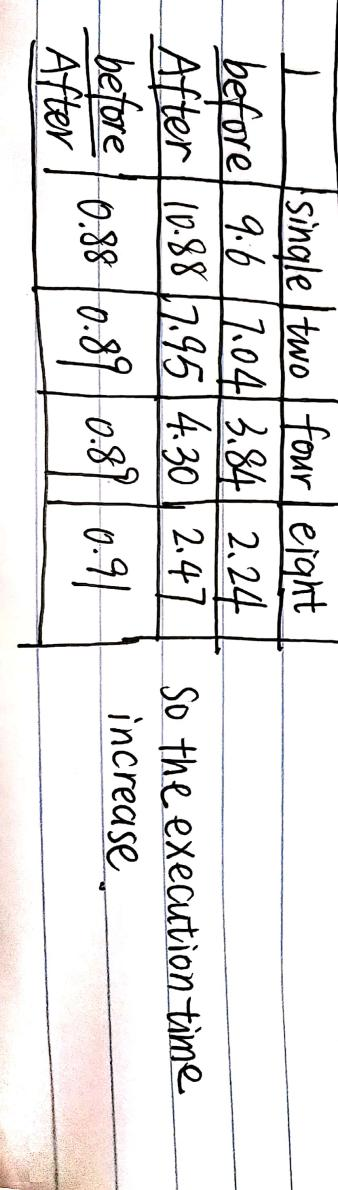 single two four eight
before 9.6 7.04 3.84 2.24
After 10.88 7.95 4.30 2.47
before
After 0.88 0.89 0.89 0.91
So the execution time
increase.